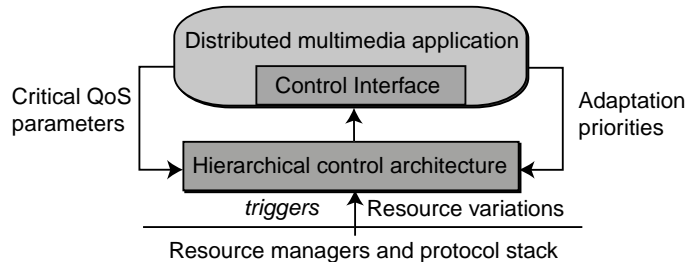 Distributed multimedia application
Control Interface
Critical QoS
parameters
Adaptation
priorities
Hierarchical control architecture
triggers Resource variations
Resource managers and protocol stack